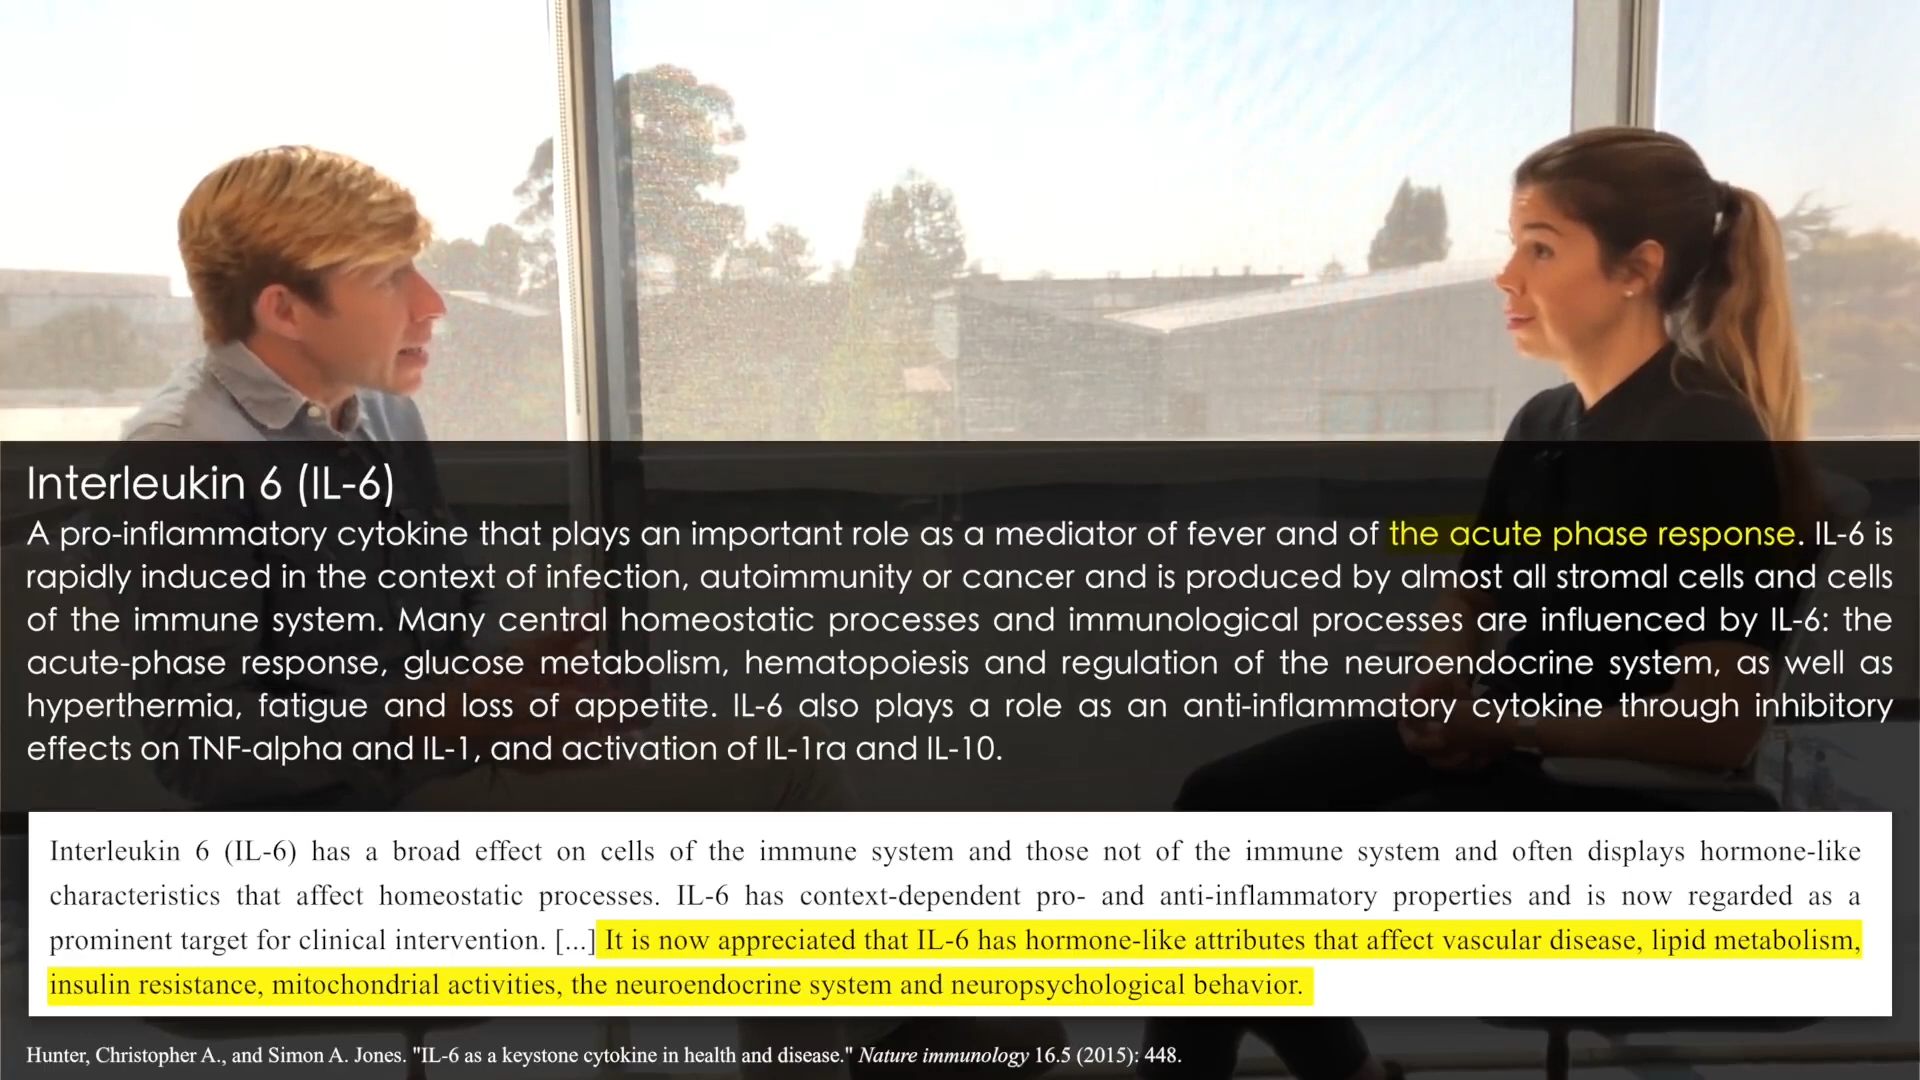 Interleukin 6 (IL-6)
A pro-inflammatory cytokine that plays an important role as a mediator of fever and of the acute phase response. IL-6 is
rapidly induced in the context of infection, autoimmunity or cancer and is produced by almost all stromal cells and cells
of the immune system. Many central homeostatic processes and immunological processes are influenced by IL-6: the
acute-phase response, glucose metabolism, hematopoiesis and regulation of the neuroendocrine system, as well as
hyperthermia, fatigue and loss of appetite. IL-6 also plays a role as an anti-inflammatory cytokine through inhibitory
effects on TNF-alpha and IL-1, and activation of IL-1ra and IL-10.
Interleukin 6 (IL-6) has a broad effect on cells of the immune system and those not of the immune system and often displays hormone-like
characteristics that affect homeostatic processes. IL-6 has context-dependent pro- and anti-inflammatory properties and is now regarded as a
prominent target for clinical intervention. [...] It is now appreciated that IL-6 has hormone-like attributes that affect vascular disease, lipid metabolism,
insulin resistance, mitochondrial activities, the neuroendocrine system and neuropsychological behavior.
Hunter, Christopher A., and Simon A. Jones. "IL-6 as a keystone cytokine in health and disease." Nature immunology 16.5 (2015): 448.